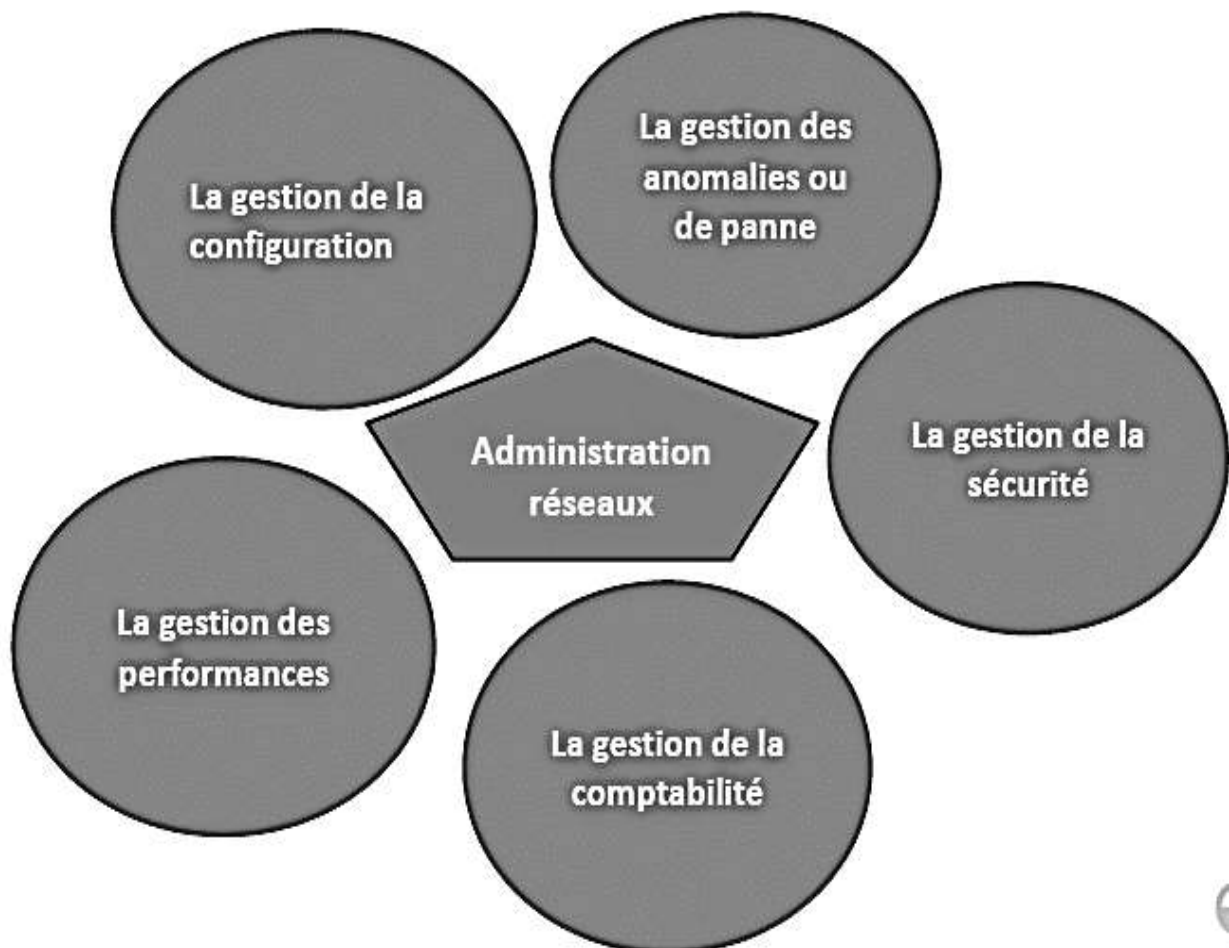 La gestion de la
configuration
La gestion des
anomalies ou
de panne
Administration
réseaux
La gestion de la
sécurité
La gestion des
performances
La gestion de la
comptabilité